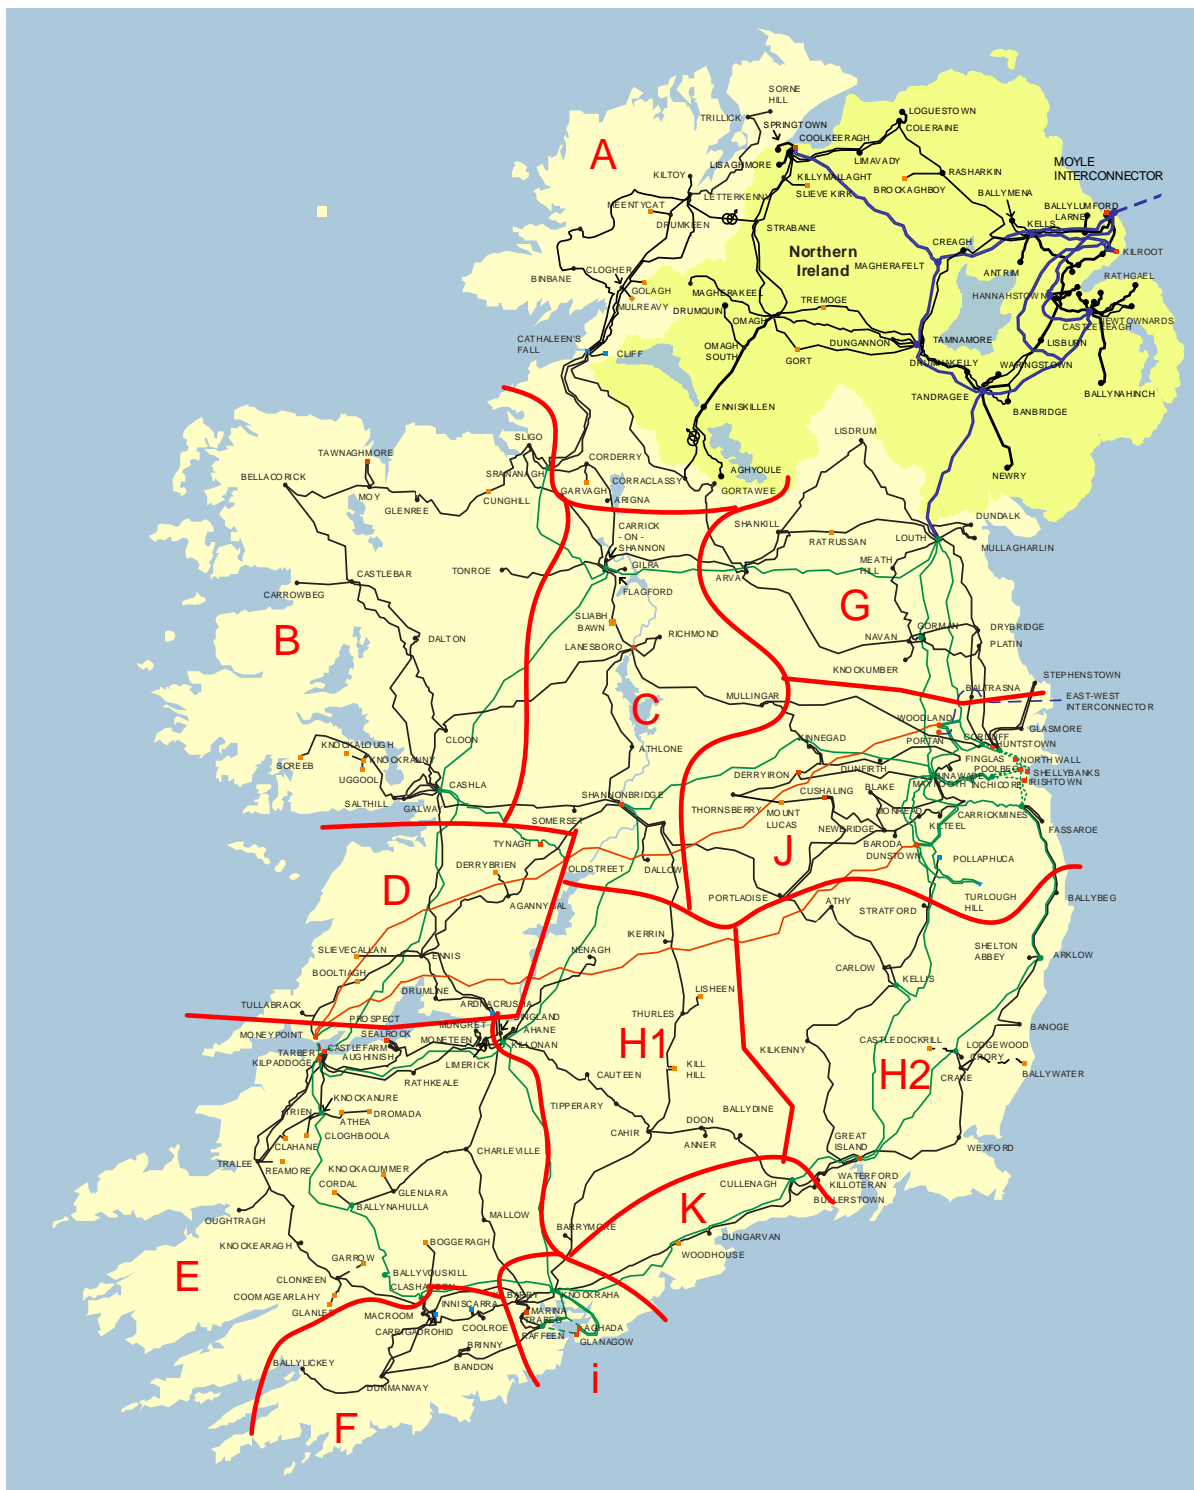 SORNE
HILL
TRILLICK
SPRINGTOWN
COOLKEERAGH
LOGUESTOWN
COLERAINE
A
LISAGHMORE
LIMAVADY
MOYLE
INTERCONNECTOR
KILTOY
KILLYMALLAGHT
SLIEVE KIRK
BROCKAGHBOY
RASHARKIN
BALLYMENA
LETTERKENNY
MEENTYCAT
DRUMKEEN
STRABANE
BALLYLUMFORD
LARNE
KELLS
Northern
Ireland
CREAGH
MAGHERAFELT
KILROOT
BINBANE
CLOGHER
GOLAGH
MULREAVY
ANTRIM
RATHGAEL
MAGHERAKEEL
DRUMQUIN
TREMOGE
HANNAHSTOWN
OMAGH
NEWTOWNARDS
CASTLEREAGH
CATHALEEN'S
FALL
CLIFF
OMAGH
SOUTH
DUNGANNON
TAMNAMORE
LISBURN
GORT
DRUMNAKELLY
WARINGSTOWN
TANDRAGEE
BALLYNAHINCH
ENNISKILLEN
BANBRIDGE
LISDRUM
SLIGO
TAWNAGHMORE
CORDERRY
BELLACORICK
SRANANAGH
CORRACLASSY
AGHYOULE
NEWRY
MOY
CUNGHILL
GARVAGH
ARIGNA
GORTAWEE
GLENREE
SHANKILL
DUNDALK
CARRICK
- ON -
SHANNON
RATRUSSAN
LOUTH
MULLAGHARLIN
MEATH
HILL
TONROE
GILRA
ARVA
CASTLEBAR
CARROWBEG
FLAGFORD
G
SLIABH
BAWN
B
DALTON
RICHMOND
LANESBORO
GORMAN
NAVAN
DRYBRIDGE
PLATIN
KNOCKUMBER
STEPHENSTOWN
BALTRASNA
MULLINGAR
EAST-WEST
INTERCONNECTOR
C
WOODLAND
GLASMORE
CLOON
KNOCKALOUGH
KNOCKRANNY
SCREEB
UGGOOL
ATHLONE
KINNEGAD
PORTAN
CORDUFF
HUNTSTOWN
FINGLAS
NORTH WALL
POOLBEG
SHELLYBANKS
DUNFIRTH
DERRYIRON
MAYNOOTH
INCHICORE
IRISHTOWN
CASHLA
SALTHILL
GALWAY
SHANNONBRIDGE
THORNSBERRY
CUSHALING
BLAKE
MOUNT
LUCAS
MONREAD
CARRICKMINES
SOMERSET
NEWBRIDGE
KILTEEL
FASSAROE
TYNAGH
J
BARODA
DUNSTOWN
POLLAPHUCA
DERRYBRIEN
OLDSTREET
DALLOW
D
TURLOUGH
HILL
AGANNYGAL
PORTLAOISE
ATHY
STRATFORD
BALLYBEG
IKERRIN
SLIEVECALLAN
ENNIS
NENAGH
SHELTON
ABBEY
ARKLOW
BOOLTIAGH
CARLOW
KELLIS
DRUMLINE
LISHEEN
TULLABRACK
ARDNACRUSHA
THURLES
PROSPECT
SINGLAND
MUNGRET
AHANE
BANOGE
MONEYPOINT
SEALROCK
MONETEEN
KILLONAN
H1
KILKENNY
CASTLEDOCKRILL
LODGEWOOD
TARBERT
CASTLEFARM
AUGHINISH
KILPADDOGE
LIMERICK
CRORY
KILL
HILL
RATHKEALE
CAUTEEN
H2
CRANE
BALLYWATER
KNOCKANURE
TRIEN
DROMADA
ATHEA
TIPPERARY
BALLYDINE
DOON
CLOGHBOOLA
CAHIR
ANNER
CLAHANE
GREAT
ISLAND
WEXFORD
TRALEE
REAMORE
KNOCKACUMMER
CHARLEVILLE
CORDAL
GLENLARA
CULLENAGH
WATERFORD
KILLOTERAN
BUTLERSTOWN
BALLYNAHULLA
OUGHTRAGH
MALLOW
K
BARRYMORE
DUNGARVAN
KNOCKEARAGH
BOGGERAGH
WOODHOUSE
GARROW
E
CLONKEEN
BALLYVOUSKILL
CLASHAVOON
COOMAGEARLAHY
KILBARRY
KNOCKRAHA
GLANLEE
INNISCARRA
MACROOM
MARINA
TRABEG
CARRIGADROHID
COOLROE
RAFFEEN
AGHADA
GLANAGOW
BRINNY
BALLYLICKEY
BANDON
i
DUNMANWAY
F